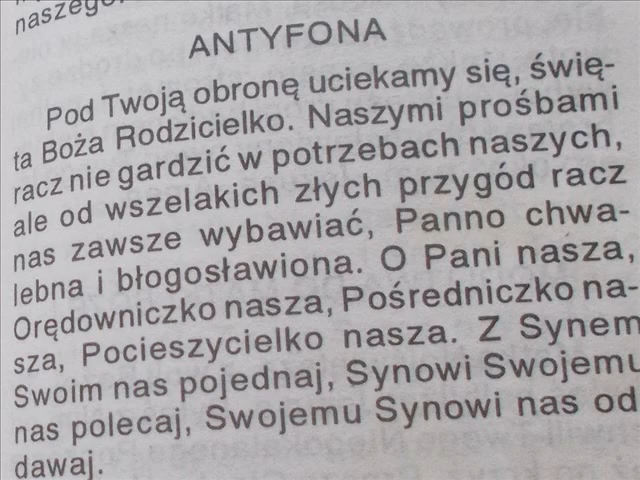 naszego
ANTYFONA
Pod Twoją obronę uciekamy się, świę-
ta Boża Rodzicielko. Naszymi prośbami
racz nie gardzić w potrzebach naszych,
ale od wszelakich złych przygód racz
nas zawsze wybawiać, Panno chwa-
lebna i błogosławiona. O Pani nasza,
Orędowniczko nasza, Pośredniczko na-
sza, Pocieszycielko nasza. Z Synem
Swoim nas pojednaj, Synowi Swojemu
nas polecaj, Swojemu Synowi nas od
dawaj.